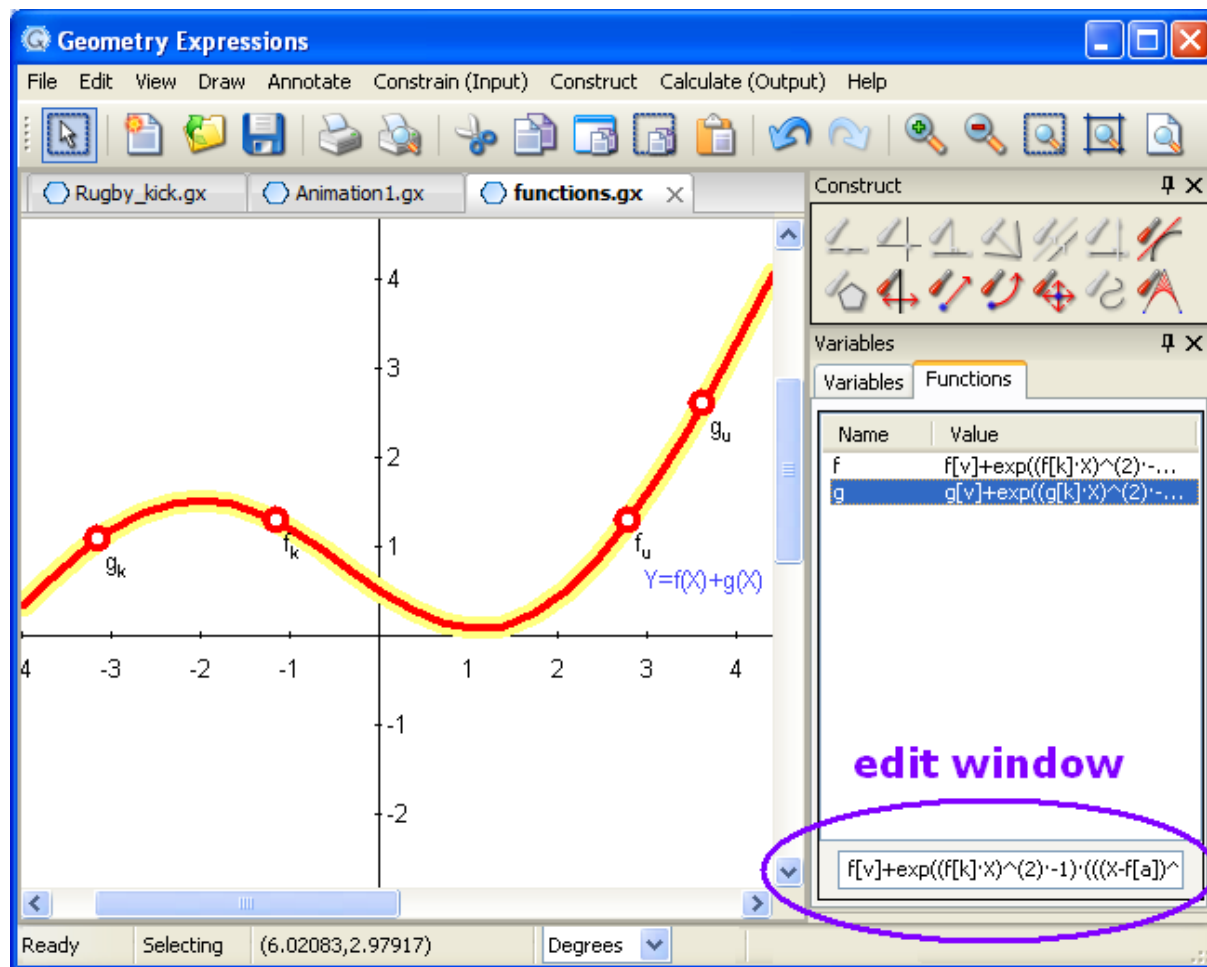 Geometry Expressions
File Edit View Draw Annotate Constrain (Input) Construct Calculate (Output) Help
Rugby_kick.gx Animation1.gx functions.gx
Construct
Variables
Variables Functions
Name Value
f f[v]+exp((f[k]·X)^(2)·-...
g g[v]+exp((g[k]·X)^(2)·-...
4
3
2
1
gk
fk
fu
gu
Y=f(X)+g(X)
4 -3 -2 -1 1 2 3 4
-1
-2
edit window
f[v]+exp((f[k]·X)^(2)·-1)·(((X-f[a])^
Ready Selecting (6.02083,2.97917) Degrees